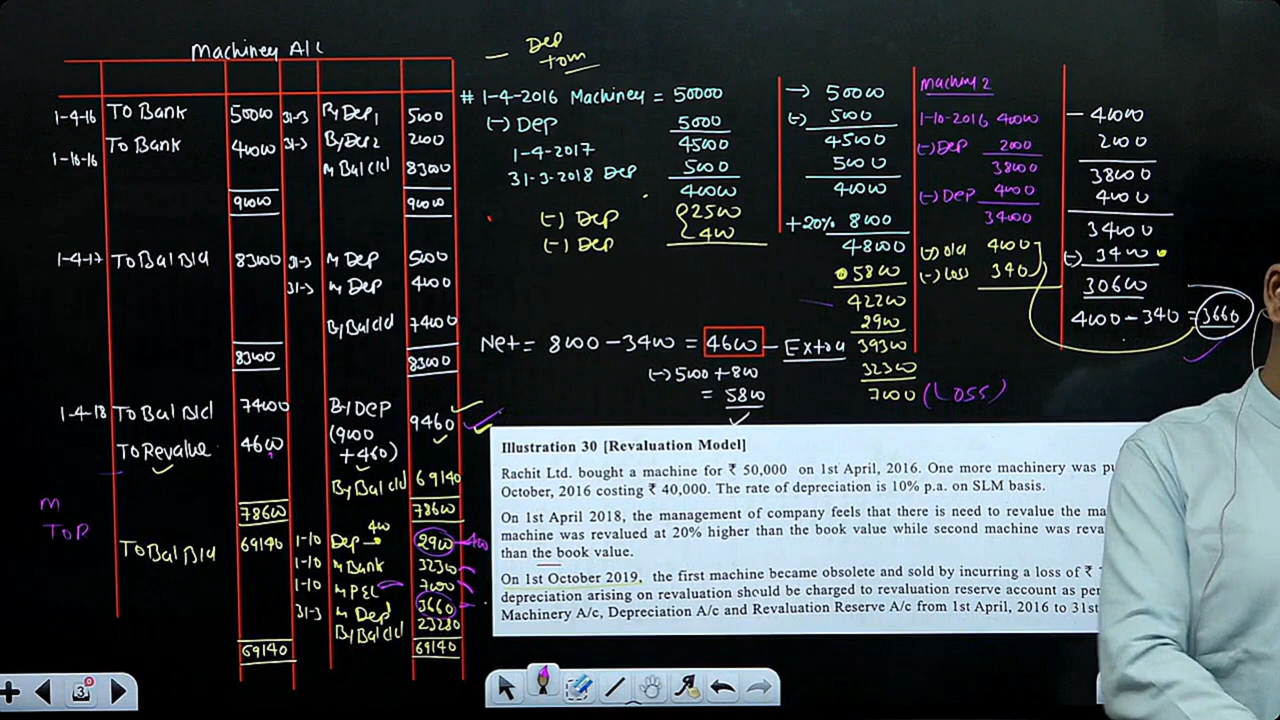 Machiney A/C
1-4-16 To Bank 50000 31-3 By Dep1 5000
1-10-16 To Bank 40000 31-3 By Dep2 2000
By Bal c/d 83000
90000 90000
1-4-17 To Bal B/d 83000 31-3 By Dep 5000
31-3 By Dep 4000
By Bal c/d 74000
83000 83000
1-4-18 To Bal B/d 74000 By Dep 9460
To Revalue 4600 (9000
+460)
By Bal c/d 69140
78600 78600
To Bal B/d 69140 1-10 Dep 400 2900 400
1-10 By Bank 32300
1-10 By P&L 7000
31-3 By Dep 3660
By Bal c/d 23280
69140 69140
M
TOP
— Dep
tom
# 1-4-2016 Machiney = 50000
(-) Dep 5000
1-4-2017 45000
31-3-2018 Dep 5000
40000
(-) Dep 2500
(-) Dep 400
→ 50000
(-) 5000
45000
5000
40000
+20% 8000
48000
5800
42200
2900
39300
32300
7000 (Loss)
Net = 8000 - 3400 = 4600 - Extra
(-) 5000 + 800
= 5800
Machiny 2
1-10-2016 40000
(-) Dep 2000
38000
(-) Dep 4000
34000
(-) old 4000
(-) Loss 340
— 40000
2000
38000
4000
34000
(-) 3400
30600
4000 - 340 = 3660
Illustration 30 [Revaluation Model]
Rachit Ltd. bought a machine for ₹ 50,000 on 1st April, 2016. One more machinery was pu
October, 2016 costing ₹ 40,000. The rate of depreciation is 10% p.a. on SLM basis.
On 1st April 2018, the management of company feels that there is need to revalue the ma
machine was revalued at 20% higher than the book value while second machine was reva
than the book value.
On 1st October 2019, the first machine became obsolete and sold by incurring a loss of ₹
depreciation arising on revaluation should be charged to revaluation reserve account as per
Machinery A/c, Depreciation A/c and Revaluation Reserve A/c from 1st April, 2016 to 31st
3